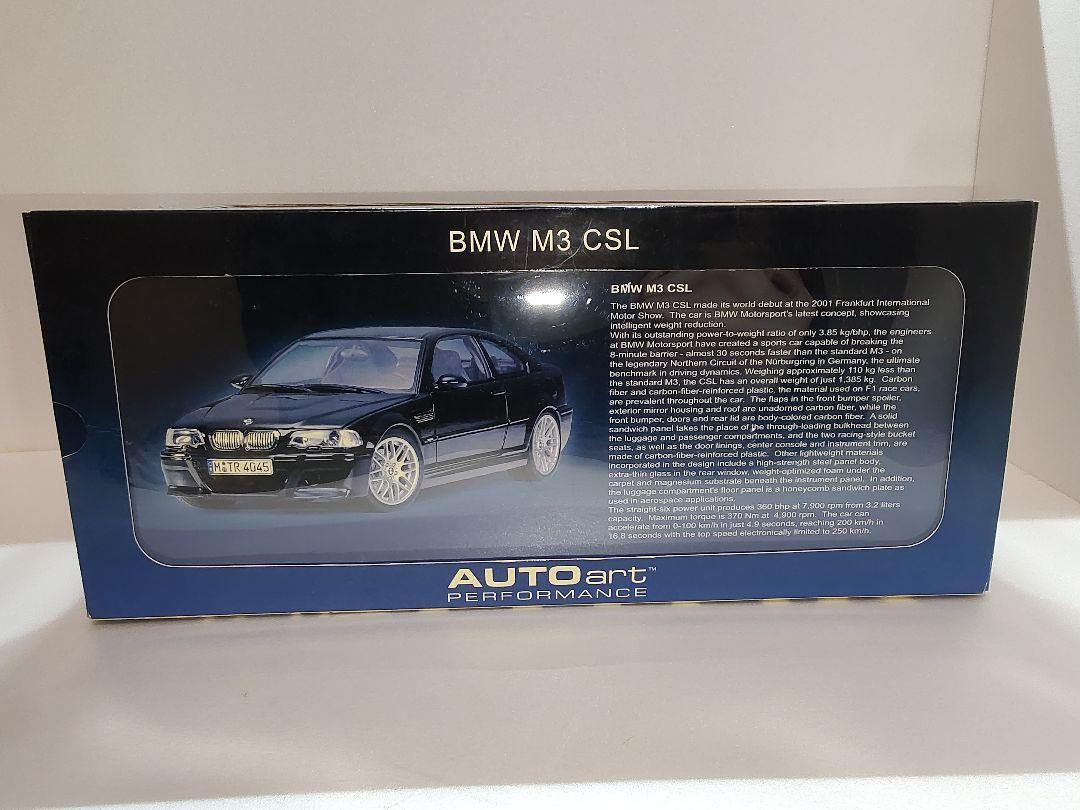 BMW M3 CSL
BMW M3 CSL
The BMW M3 CSL made its world debut at the 2001 Frankfurt International
Motor Show. The car is BMW Motorsport's latest concept, showcasing
intelligent weight reduction.
With its outstanding power-to-weight ratio of only 3.85 kg/bhp, the engineers
at BMW Motorsport have created a sports car capable of breaking the
8-minute barrier - almost 30 seconds faster than the standard M3 - on
the legendary Northern Circuit of the Nürburgring in Germany, the ultimate
benchmark in driving dynamics. Weighing approximately 110 kg less than
the standard M3, the CSL has an overall weight of just 1,385 kg. Carbon
fiber and carbon-fiber-reinforced plastic, the material used on F1 race cars,
are prevalent throughout the car. The flaps in the front bumper spoiler,
exterior mirror housing and roof are unadorned carbon fiber, while the
front bumper, doors and rear lid are body-colored carbon fiber. A solid
sandwich panel takes the place of the through-loading bulkhead between
the luggage and passenger compartments, and the two racing-style bucket
seats, as well as the door linings, center console and instrument trim, are
made of carbon-fiber-reinforced plastic. Other lightweight materials
incorporated in the design include a high-strength steel panel body,
extra-thin glass in the rear window, weight-optimized foam under the
carpet and magnesium substrate beneath the instrument panel. In addition,
the luggage compartment's floor panel is a honeycomb sandwich plate as
used in aerospace applications.
The straight-six power unit produces 360 bhp at 7,900 rpm from 3.2 liters
capacity. Maximum torque is 370 Nm at 4,900 rpm. The car can
accelerate from 0-100 km/h in just 4.9 seconds, reaching 200 km/h in
16.8 seconds with the top speed electronically limited to 250 km/h.
M TR 4045
AUTOart™
PERFORMANCE